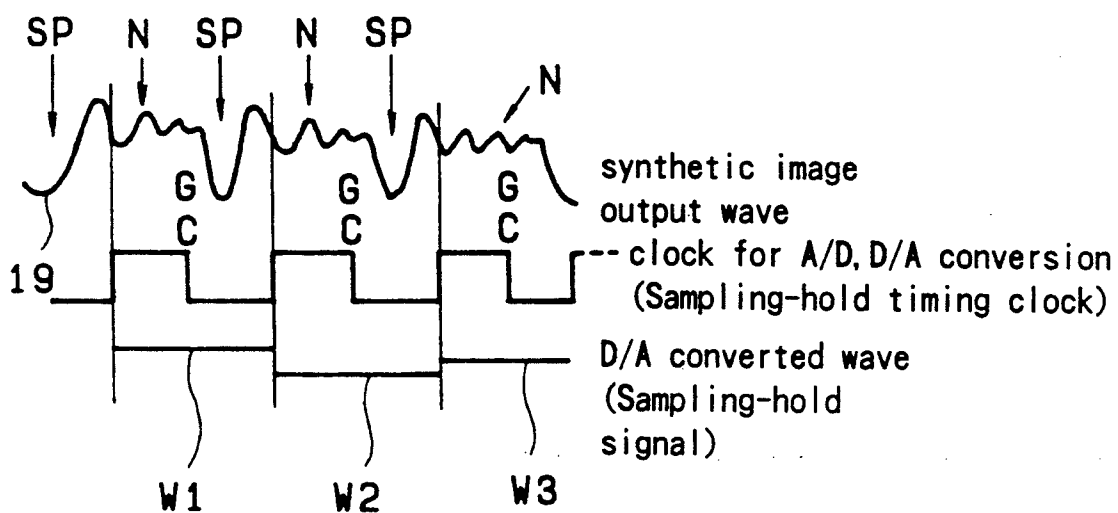 SP N SP N SP
N
synthetic image
output wave
G G G
C C C
19
clock for A/D, D/A conversion
(Sampling-hold timing clock)
D/A converted wave
(Sampling-hold
signal)
W1 W2 W3